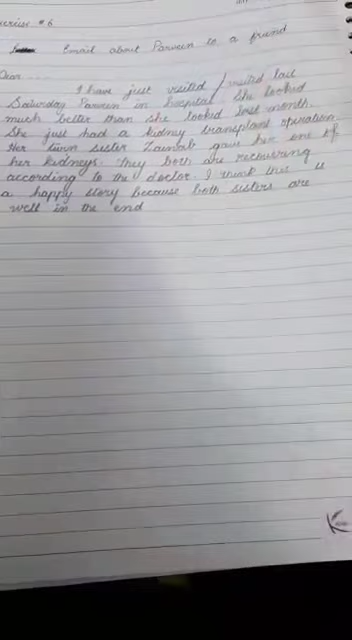 Exercise # 6
Email about Parveen to a friend
Dear
I have just visited / visited last
Saturday Parveen in hospital She looked
much better than she looked last month.
She just had a kidney transplant operation.
Her twin sister Zainab gave her one of
her kidneys. They both are recovering
according to the doctor. I think this is
a happy story because both sisters are
well in the end